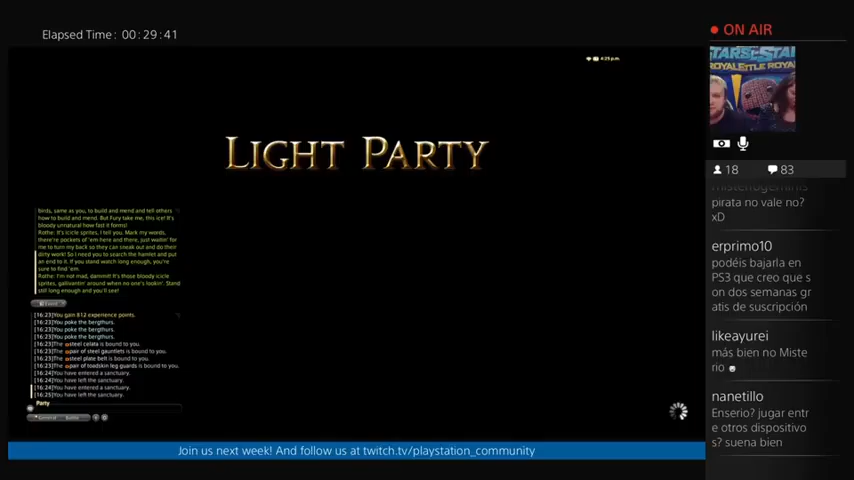 Elapsed Time: 00:29:41
ON AIR
4:25 p.m.
LIGHT PARTY
18
83
pirata no vale no?
xD
erprimo10
podéis bajarla en
PS3 que creo que s
on dos semanas gr
atis de suscripción
likeayurei
más bien no Miste
rio
nanetillo
Enserio? jugar entr
e otros dispositivo
s? suena bien
birds, same as you, to build and mend and tell others
how to build and mend. But Fury take me, this ice! It's
bloody unnatural how fast it forms!
Rothe: It's icicle sprites, I tell you. Mark my words,
there're pockets of 'em here and there, just waitin' for
me to turn my back so they can sneak out and do their
dirty work! So I need you to search the hamlet and put
an end to it. If you stand watch long enough, you're
sure to find 'em.
Rothe: I'm not mad, dammit! It's those bloody icicle
sprites, gallivantin' around when no one's lookin'. Stand
still long enough and you'll see!
Event
[16:23]You gain 812 experience points.
[16:23]You poke the bergthurs.
[16:23]You poke the bergthurs.
[16:23]You poke the bergthurs.
[16:23]The steel celata is bound to you.
[16:23]The pair of steel gauntlets is bound to you.
[16:23]The steel plate belt is bound to you.
[16:23]The pair of toadskin leg guards is bound to you.
[16:24]You have entered a sanctuary.
[16:24]You have left the sanctuary.
[16:24]You have entered a sanctuary.
[16:25]You have left the sanctuary.
Party
General
Battle
Join us next week! And follow us at twitch.tv/playstation_community